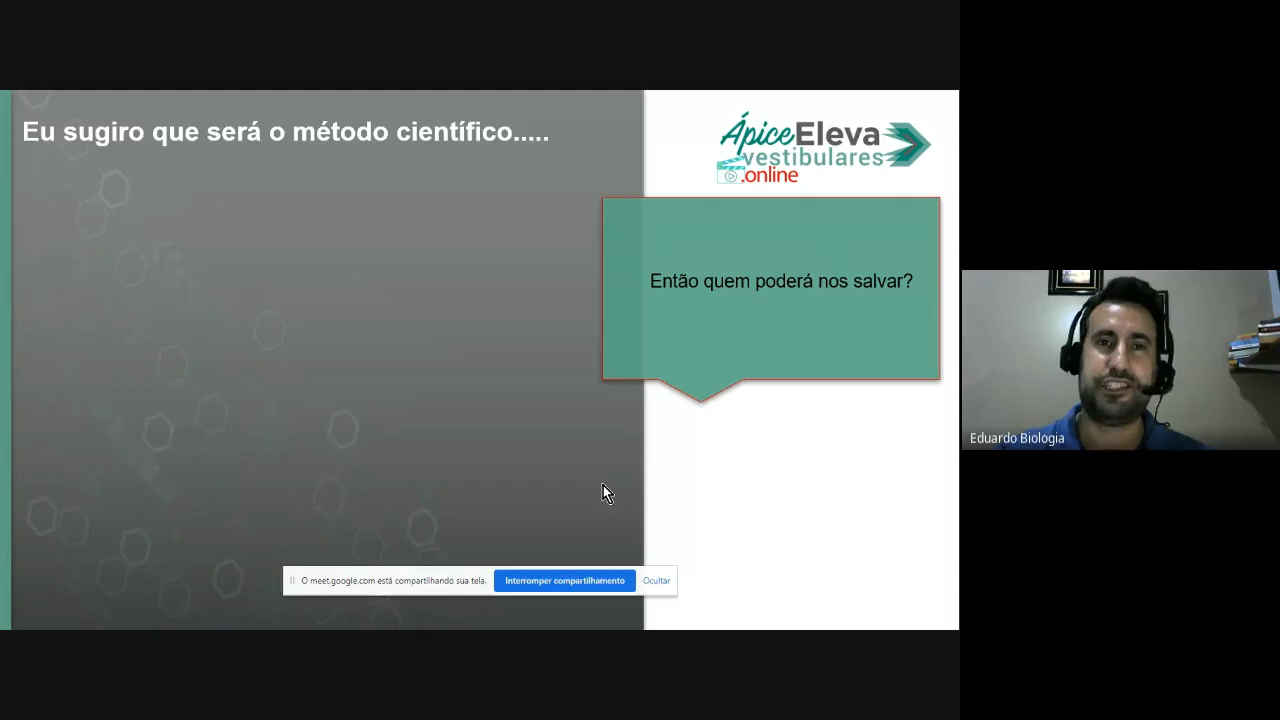 Eu sugiro que será o método científico.....
ÁpiceEleva
vestibulares
.online
Então quem poderá nos salvar?
Eduardo Biologia
O meet.google.com está compartilhando sua tela.
Interromper compartilhamento
Ocultar